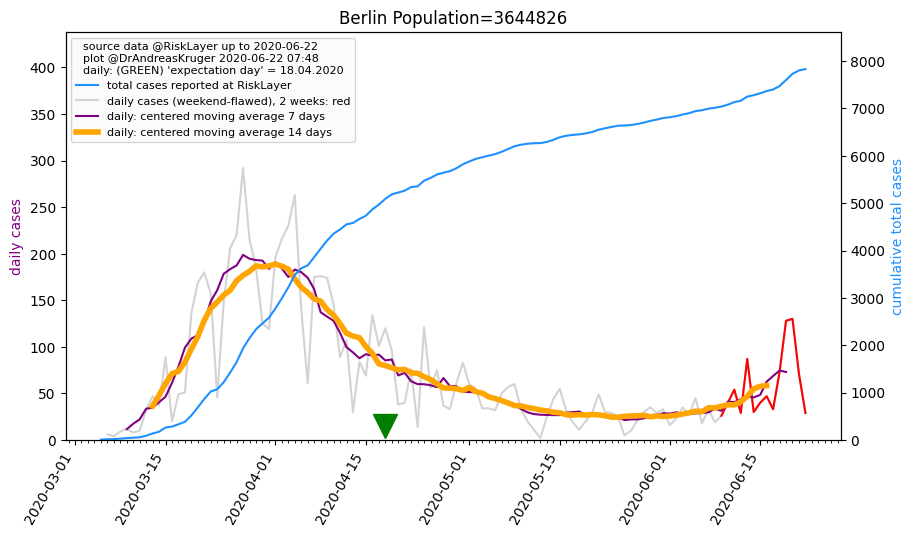 Berlin Population=3644826
source data @RiskLayer up to 2020-06-22
plot @DrAndreasKruger 2020-06-22 07:48
daily: (GREEN) 'expectation day' = 18.04.2020
total cases reported at RiskLayer
daily cases (weekend-flawed), 2 weeks: red
daily: centered moving average 7 days
daily: centered moving average 14 days
daily cases
400
350
300
250
200
150
100
50
0
cumulative total cases
8000
7000
6000
5000
4000
3000
2000
1000
0
2020-03-01
2020-03-15
2020-04-01
2020-04-15
2020-05-01
2020-05-15
2020-06-01
2020-06-15